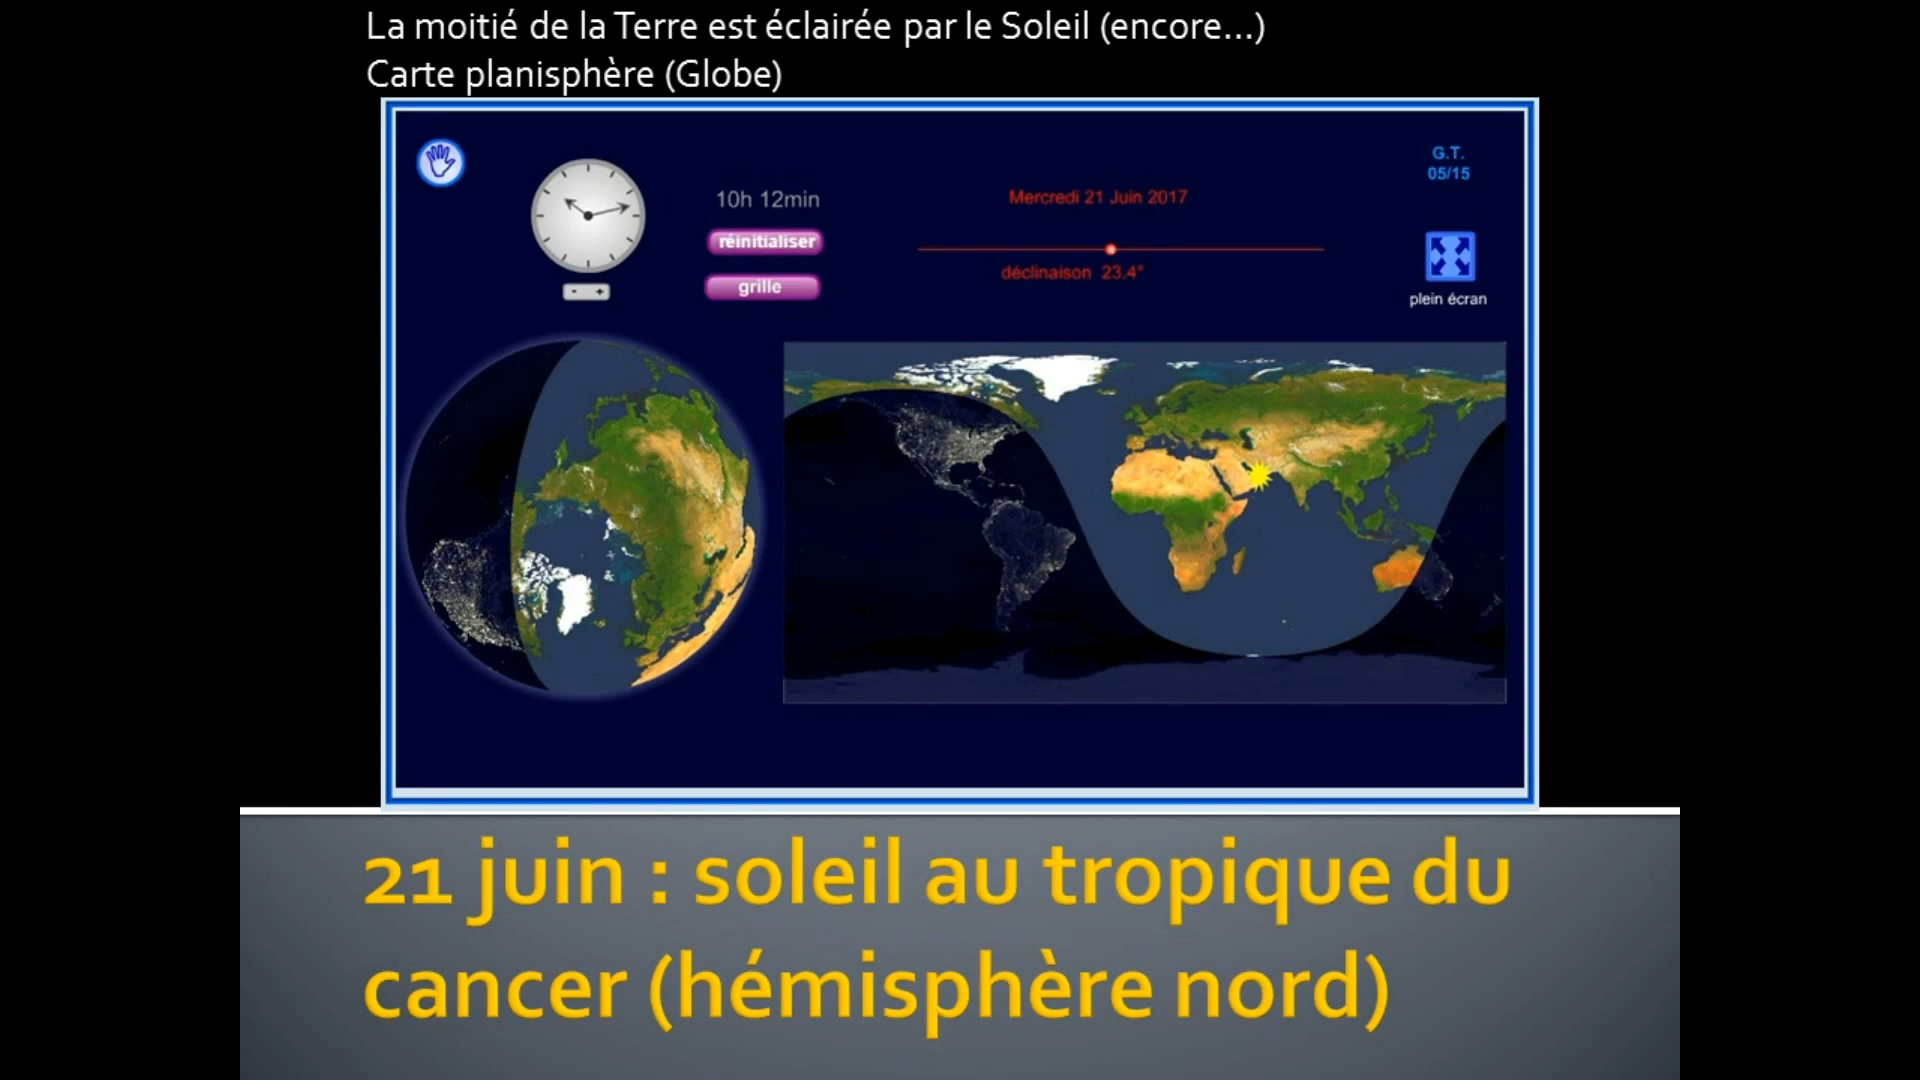 La moitié de la Terre est éclairée par le Soleil (encore...)
Carte planisphère (Globe)
G.T.
05/15
10h 12min
Mercredi 21 Juin 2017
réinitialiser
déclinaison 23.4°
grille
- +
plein écran
21 juin : soleil au tropique du
cancer (hémisphère nord)